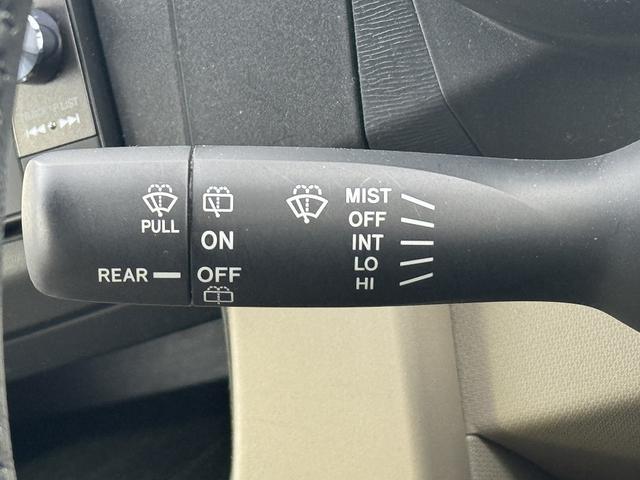 PULL
REAR
ON
OFF
MIST
OFF
INT
LO
HI